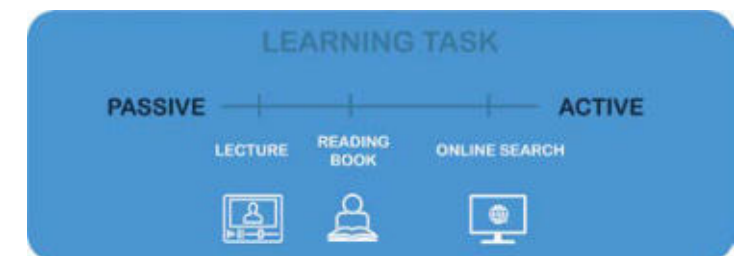 LEARNING TASK
PASSIVE
ACTIVE
LECTURE
READING
BOOK
ONLINE SEARCH